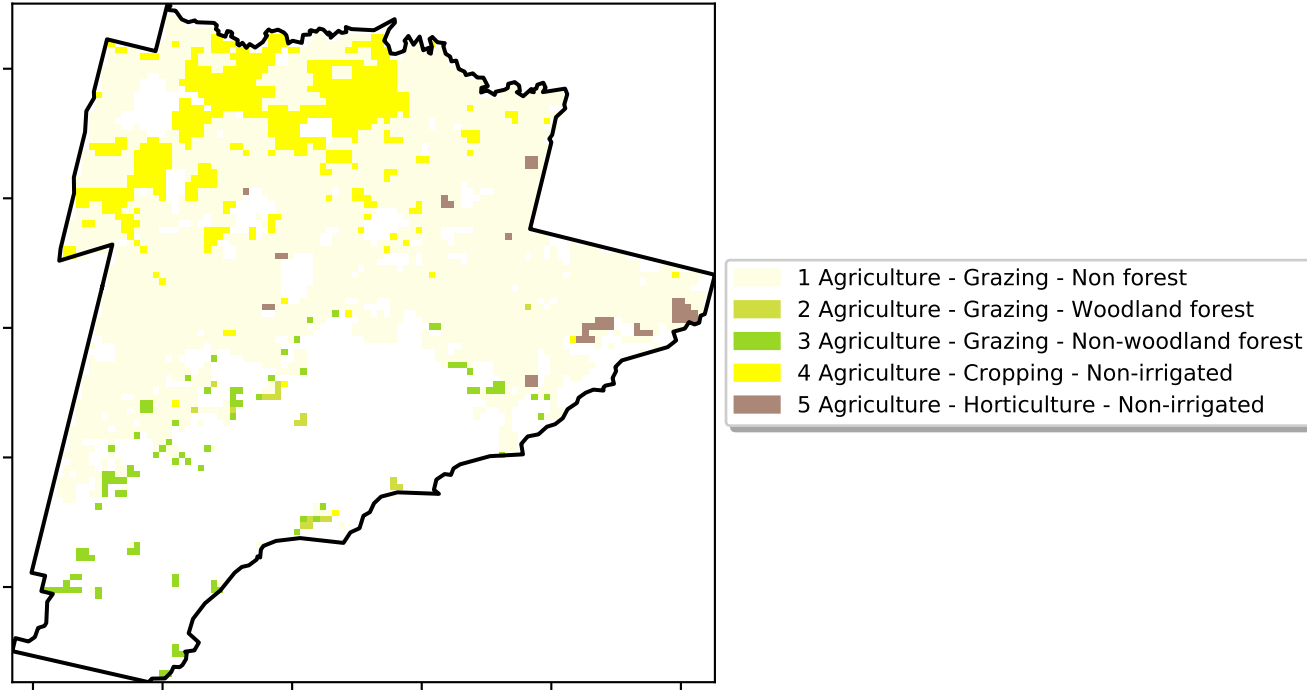 1 Agriculture - Grazing - Non forest
2 Agriculture - Grazing - Woodland forest
3 Agriculture - Grazing - Non-woodland forest
4 Agriculture - Cropping - Non-irrigated
5 Agriculture - Horticulture - Non-irrigated